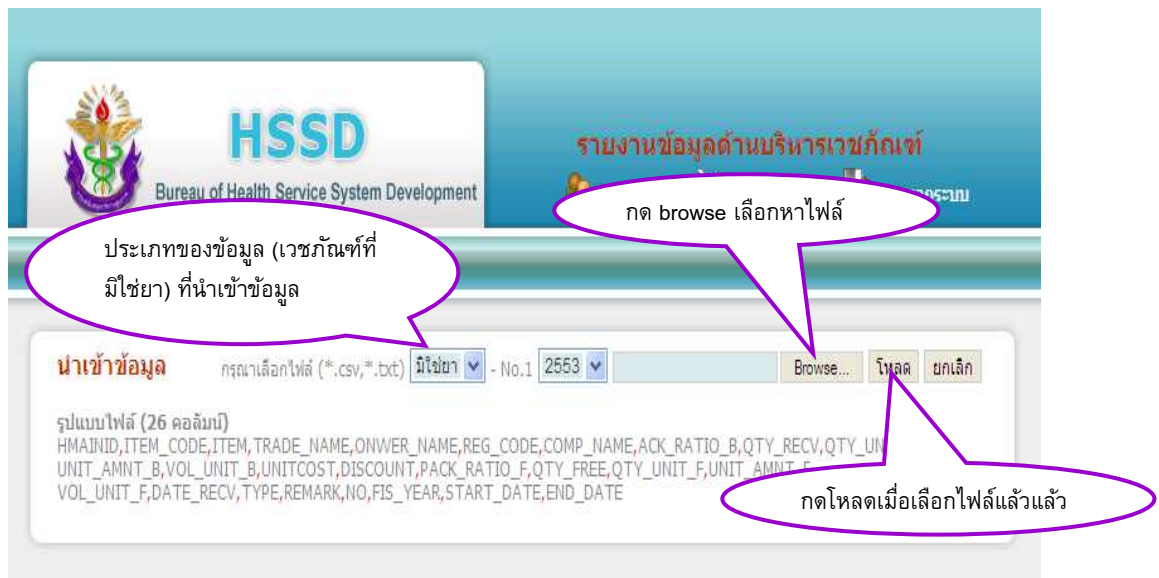 HSSD
Bureau of Health Service System Development
รายงานข้อมูลด้านบริหารเวชภัณฑ์
กด browse เลือกหาไฟล์
ประเภทของข้อมูล (เวชภัณฑ์ที่
มิใช่ยา) ที่นำเข้าข้อมูล
นำเข้าข้อมูล กรุณาเลือกไฟล์ (*.csv,*.txt) มิใช่ยา - No.1 2553 Browse... โหลด ยกเลิก
รูปแบบไฟล์ (26 คอลัมน์)
HMAINID,ITEM_CODE,ITEM,TRADE_NAME,ONWER_NAME,REG_CODE,COMP_NAME,ACK_RATIO_B,QTY_RECV,QTY_UN
UNIT_AMNT_B,VOL_UNIT_B,UNITCOST,DISCOUNT,PACK_RATIO_F,QTY_FREE,QTY_UNIT_F,UNIT_AMNT_F
VOL_UNIT_F,DATE_RECV,TYPE,REMARK,NO,FIS_YEAR,START_DATE,END_DATE
กดโหลดเมื่อเลือกไฟล์แล้วแล้ว